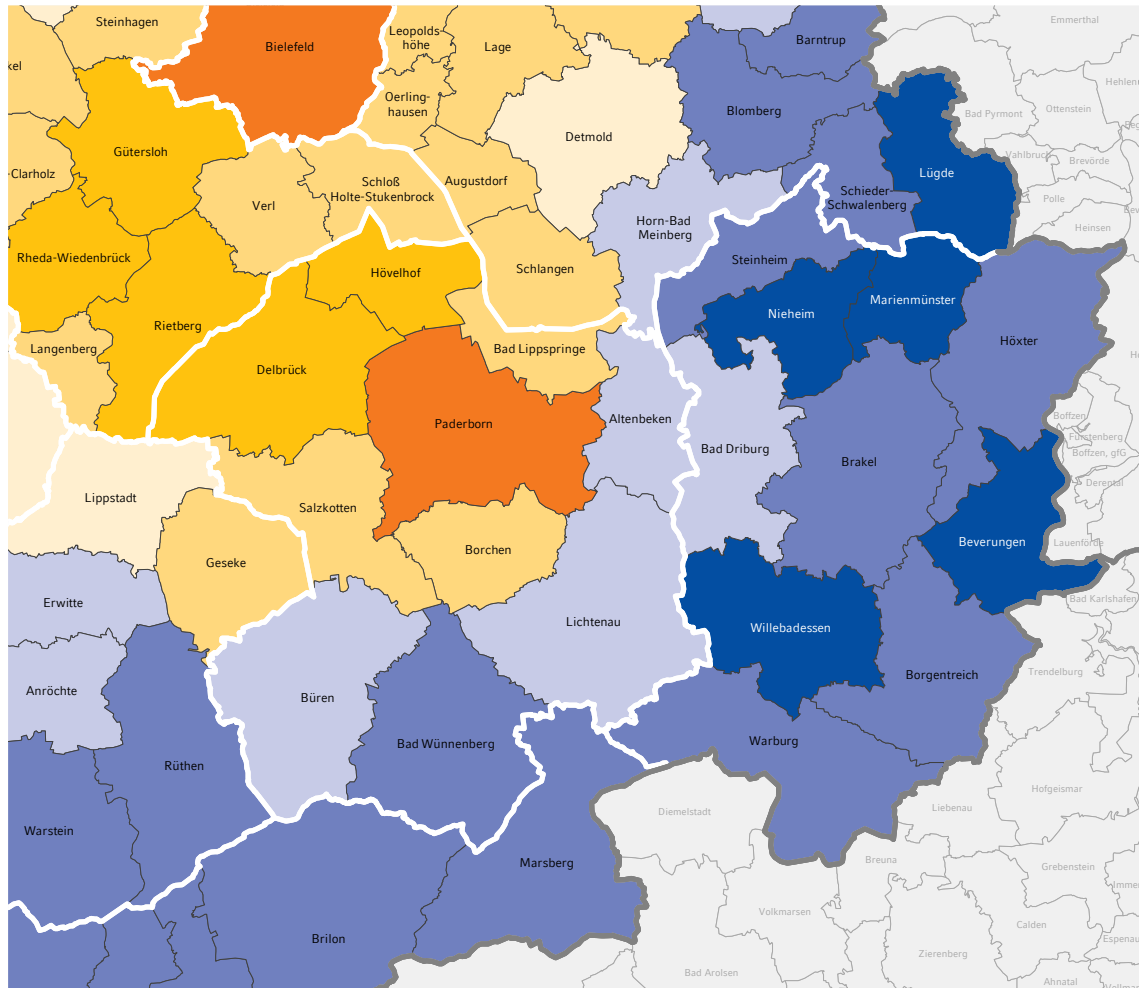 Steinhagen
Bielefeld
Leopolds-
höhe
Lage
Barntrup
Emmerthal
kel
Oerling-
hausen
Blomberg
Hehlen
Ottenstein
Bad Pyrmont
Gütersloh
Detmold
Vahlbruch
Brevörde
-Clarholz
Augustdorf
Schloß
Holte-Stukenbrock
Verl
Lügde
Schieder-
Schwalenberg
Polle
Horn-Bad
Meinberg
Heinsen
Rheda-Wiedenbrück
Hövelhof
Schlangen
Steinheim
Marienmünster
Nieheim
Rietberg
Langenberg
Bad Lippspringe
Höxter
Delbrück
Paderborn
Altenbeken
Boffzen
Bad Driburg
Fürstenberg
Boffzen, gfG
Brakel
Derental
Lippstadt
Salzkotten
Borchen
Beverungen
Lauenförde
Geseke
Erwitte
Bad Karlshafen
Lichtenau
Willebadessen
Trendelburg
Borgentreich
Anröchte
Büren
Bad Wünnenberg
Warburg
Rüthen
Hofgeismar
Diemelstadt
Liebenau
Warstein
Marsberg
Breuna
Grebenstein
Volkmarsen
Calden
Brilon
Espenau
Zierenberg
Bad Arolsen
Ahnatal